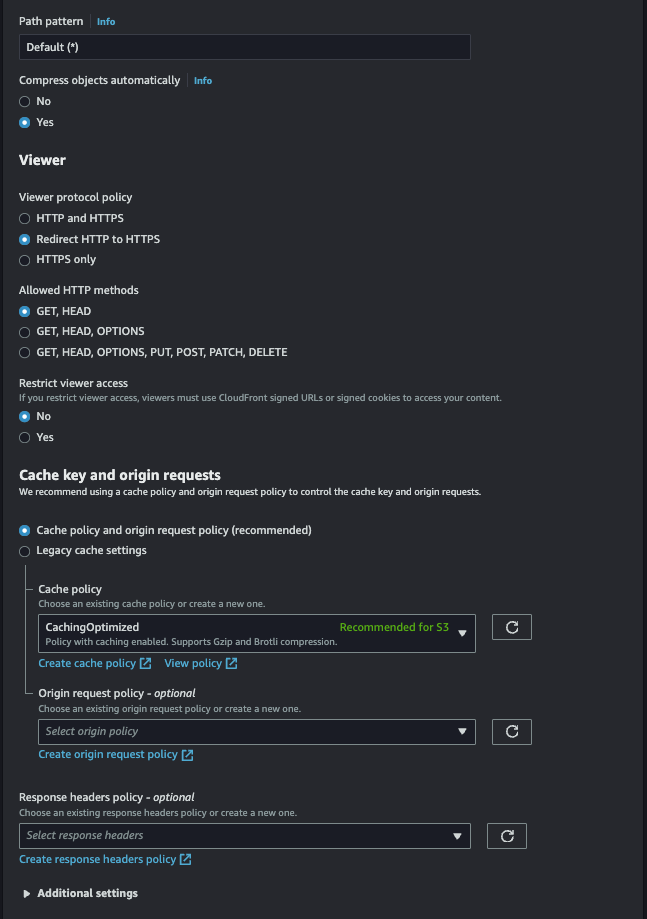 Path pattern Info
Default (*)
Compress objects automatically Info
No
Yes
Viewer
Viewer protocol policy
HTTP and HTTPS
Redirect HTTP to HTTPS
HTTPS only
Allowed HTTP methods
GET, HEAD
GET, HEAD, OPTIONS
GET, HEAD, OPTIONS, PUT, POST, PATCH, DELETE
Restrict viewer access
If you restrict viewer access, viewers must use CloudFront signed URLs or signed cookies to access your content.
No
Yes
Cache key and origin requests
We recommend using a cache policy and origin request policy to control the cache key and origin requests.
Cache policy and origin request policy (recommended)
Legacy cache settings
Cache policy
Choose an existing cache policy or create a new one.
CachingOptimized Recommended for S3
Policy with caching enabled. Supports Gzip and Brotli compression.
Create cache policy View policy
Origin request policy - optional
Choose an existing origin request policy or create a new one.
Select origin policy
Create origin request policy
Response headers policy - optional
Choose an existing response headers policy or create a new one.
Select response headers
Create response headers policy
Additional settings